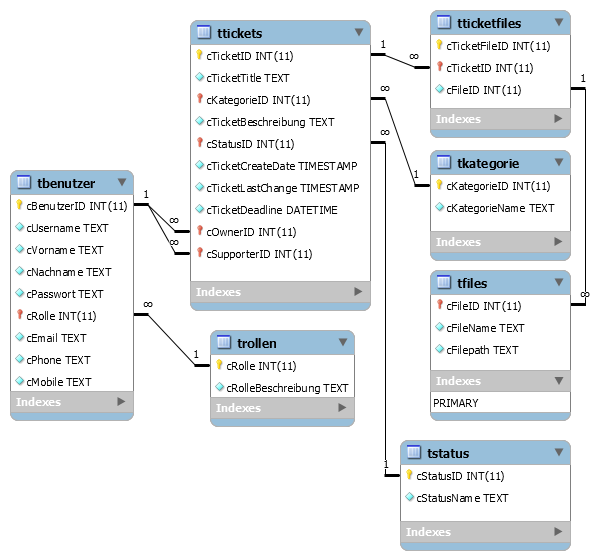 ttickets
cTicketID INT(11)
cTicketTitle TEXT
cKategorieID INT(11)
cTicketBeschreibung TEXT
cStatusID INT(11)
cTicketCreateDate TIMESTAMP
cTicketLastChange TIMESTAMP
cTicketDeadline DATETIME
cOwnerID INT(11)
cSupporterID INT(11)
Indexes
tticketfiles
cTicketFileID INT(11)
cTicketID INT(11)
cFileID INT(11)
Indexes
tkategorie
cKategorieID INT(11)
cKategorieName TEXT
Indexes
tbenutzer
cBenutzerID INT(11)
cUsername TEXT
cVorname TEXT
cNachname TEXT
cPasswort TEXT
cRolle INT(11)
cEmail TEXT
cPhone TEXT
cMobile TEXT
Indexes
tfiles
cFileID INT(11)
cFileName TEXT
cFilepath TEXT
Indexes
PRIMARY
trollen
cRolle INT(11)
cRolleBeschreibung TEXT
Indexes
tstatus
cStatusID INT(11)
cStatusName TEXT
Indexes
1
∞
∞
1
∞
1
1
∞
∞
∞
1
1
∞
1